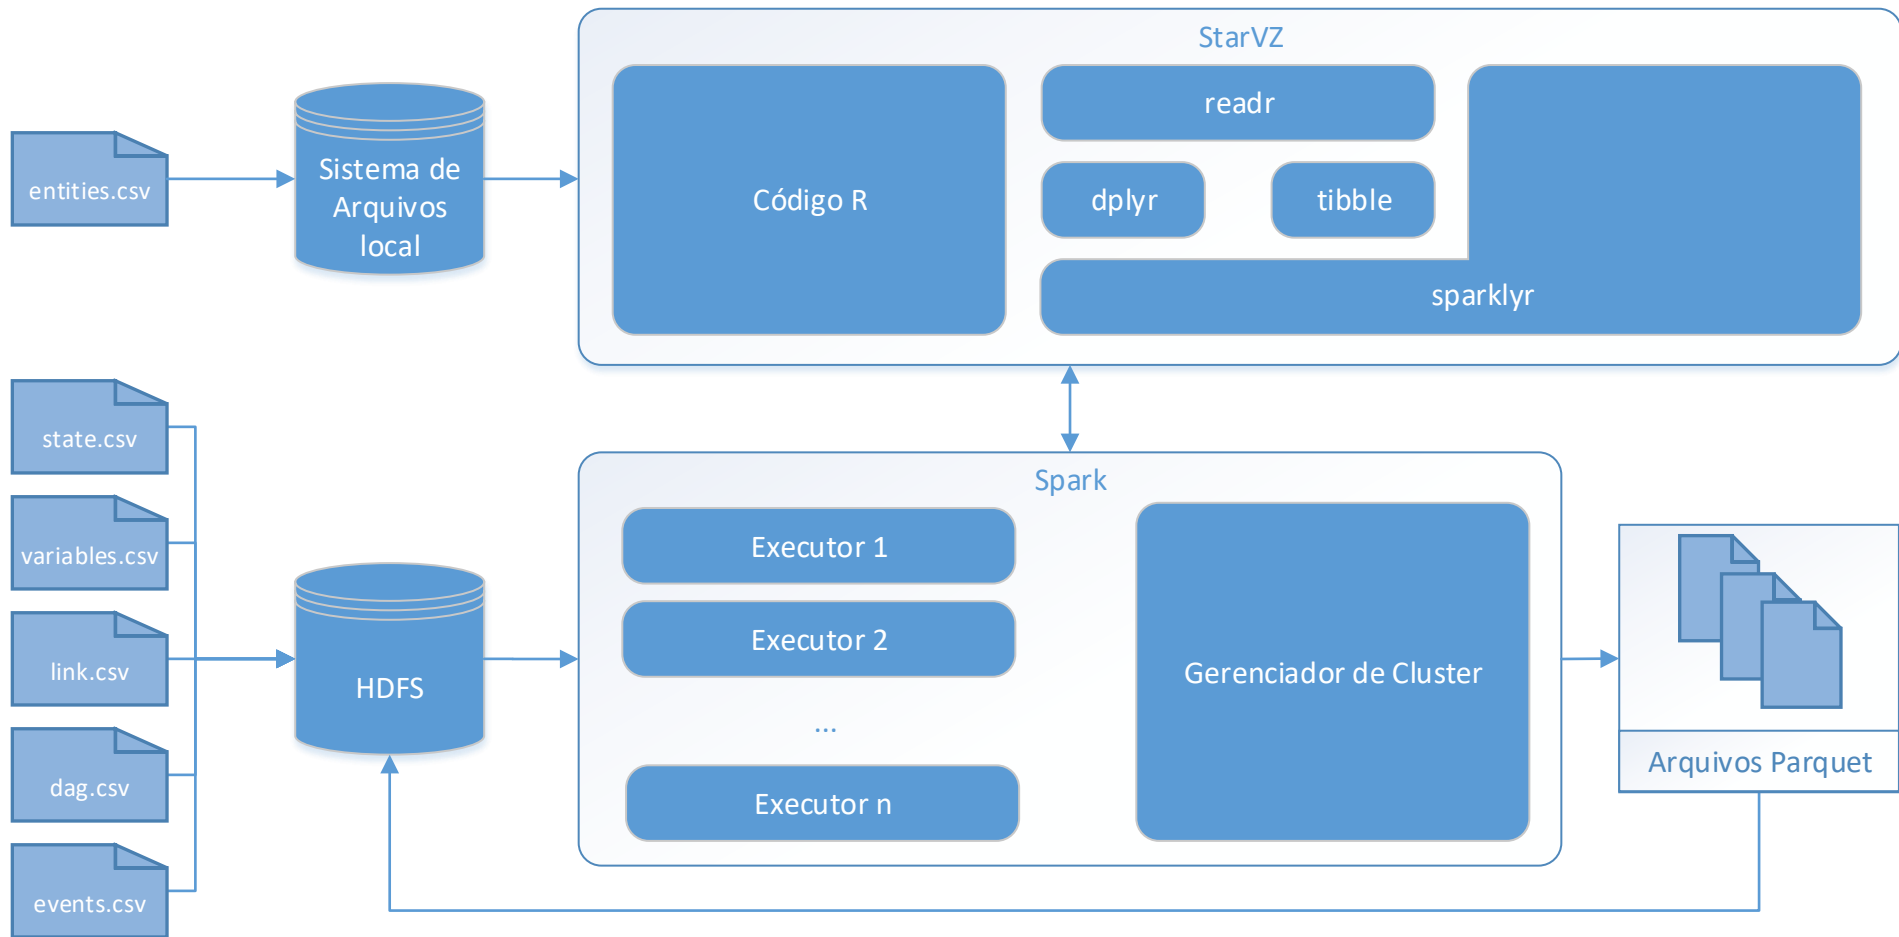 StarVZ
entities.csv
Sistema de
Arquivos
local
Código R
readr
dplyr
tibble
sparklyr
state.csv
variables.csv
link.csv
dag.csv
events.csv
HDFS
Spark
Executor 1
Executor 2
...
Executor n
Gerenciador de Cluster
Arquivos Parquet